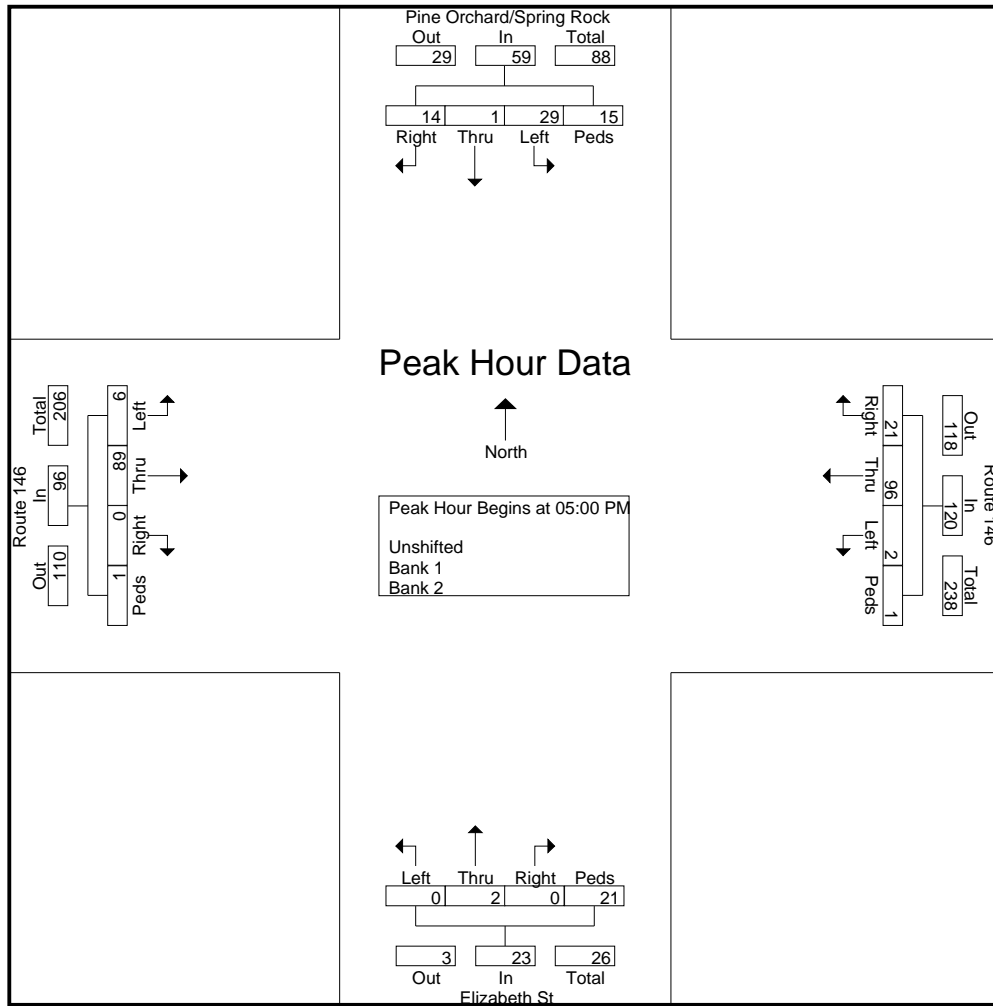 Pine Orchard/Spring Rock
Out In Total
29 59 88
14 1 29 15
Right Thru Left Peds
Peak Hour Data
North
Peak Hour Begins at 05:00 PM
Unshifted
Bank 1
Bank 2
Route 146
Total In Out
206 96 110
6 89 0 1
Left Thru Right Peds
Right Thru Left Peds
21 96 2 1
Out In Total
118 120 238
Route 146
Left Thru Right Peds
0 2 0 21
3 23 26
Out In Total
Elizabeth St